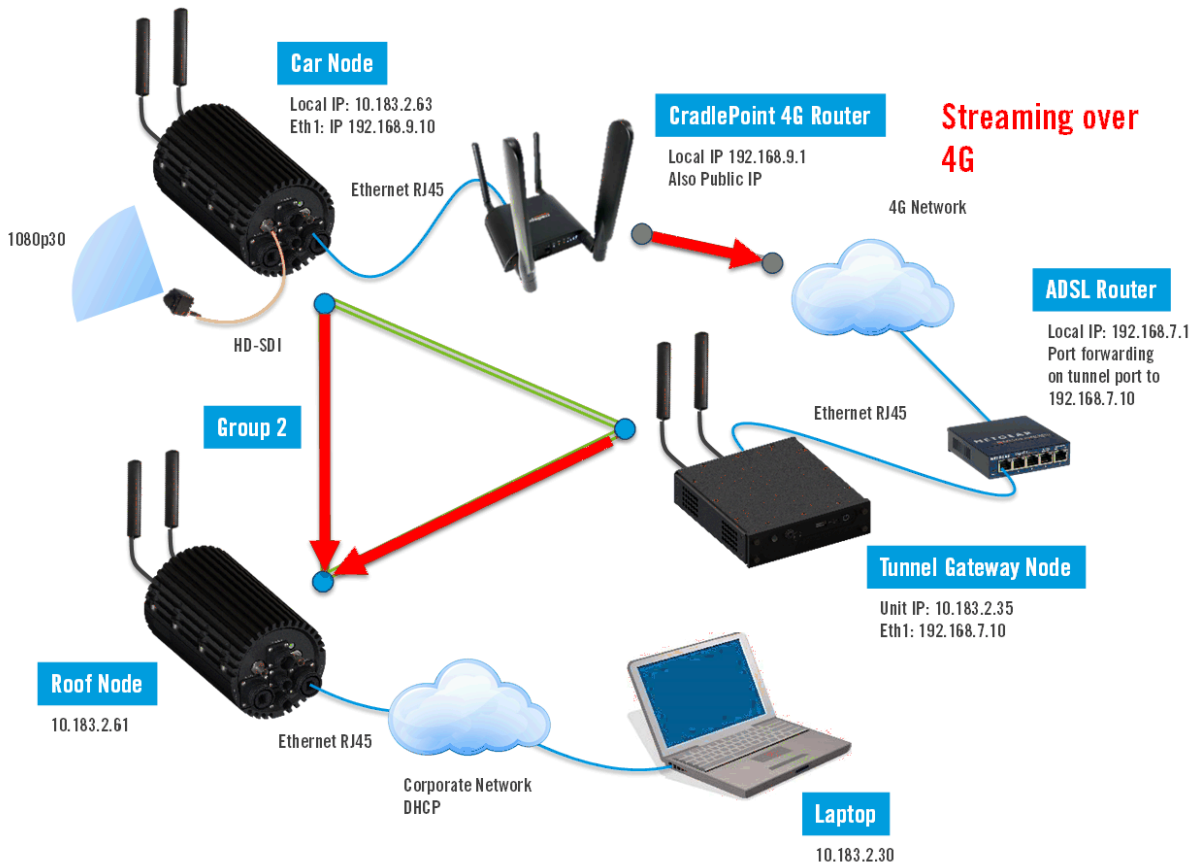 Car Node
Local IP: 10.183.2.63
Eth1: IP 192.168.9.10
CradlePoint 4G Router
Local IP 192.168.9.1
Also Public IP
Streaming over
4G
Ethernet RJ45
4G Network
1080p30
HD-SDI
ADSL Router
Local IP: 192.168.7.1
Port forwarding
on tunnel port to
192.168.7.10
Group 2
Ethernet RJ45
NETGEAR
Tunnel Gateway Node
Unit IP: 10.183.2.35
Eth1: 192.168.7.10
Roof Node
10.183.2.61
Ethernet RJ45
Corporate Network
DHCP
Laptop
10.183.2.30